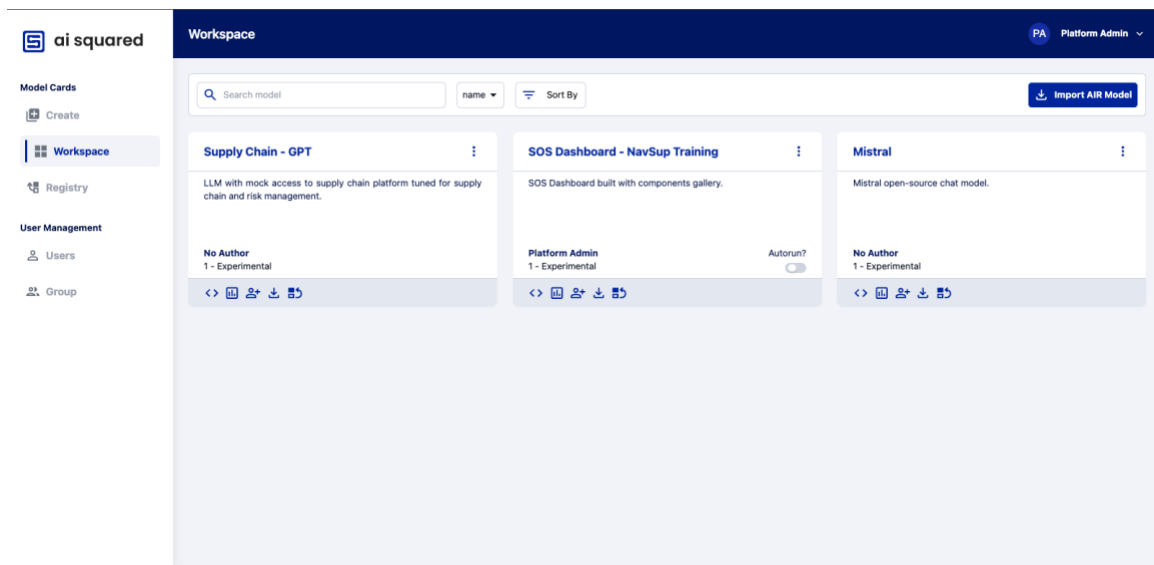 ai squared
Workspace
PA
Platform Admin
Model Cards
Create
Workspace
Registry
User Management
Users
Group
Search model
name
Sort By
Import AIR Model
Supply Chain - GPT
LLM with mock access to supply chain platform tuned for supply
chain and risk management.
No Author
1 - Experimental
SOS Dashboard - NavSup Training
SOS Dashboard built with components gallery.
Platform Admin
Autorun?
1 - Experimental
Mistral
Mistral open-source chat model.
No Author
1 - Experimental